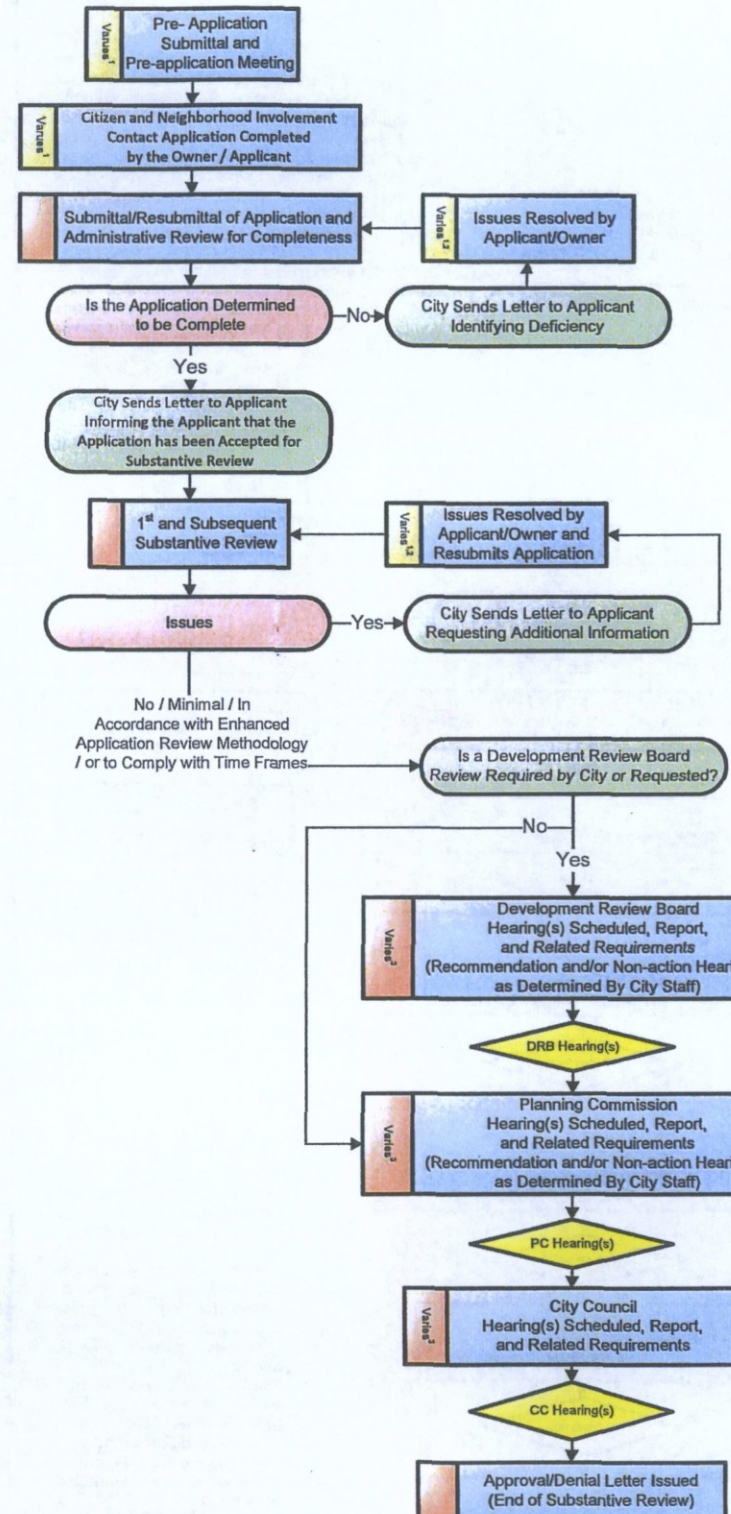 Varies¹
Pre- Application
Submittal and
Pre-application Meeting
Varies¹
Citizen and Neighborhood Involvement
Contact Application Completed
by the Owner / Applicant
Submittal/Resubmittal of Application and
Administrative Review for Completeness
Varies¹,²
Issues Resolved by
Applicant/Owner
Is the Application Determined
to be Complete
No
City Sends Letter to Applicant
Identifying Deficiency
Yes
City Sends Letter to Applicant
Informing the Applicant that the
Application has been Accepted for
Substantive Review
1st and Subsequent
Substantive Review
Varies¹,²
Issues Resolved by
Applicant/Owner and
Resubmits Application
Issues
Yes
City Sends Letter to Applicant
Requesting Additional Information
No / Minimal / In
Accordance with Enhanced
Application Review Methodology
/ or to Comply with Time Frames
Is a Development Review Board
Review Required by City or Requested?
No
Yes
Varies³
Development Review Board
Hearing(s) Scheduled, Report,
and Related Requirements
(Recommendation and/or Non-action Heari
as Determined By City Staff)
DRB Hearing(s)
Varies³
Planning Commission
Hearing(s) Scheduled, Report,
and Related Requirements
(Recommendation and/or Non-action Heari
as Determined By City Staff)
PC Hearing(s)
Varies³
City Council
Hearing(s) Scheduled, Report,
and Related Requirements
CC Hearing(s)
Approval/Denial Letter Issued
(End of Substantive Review)